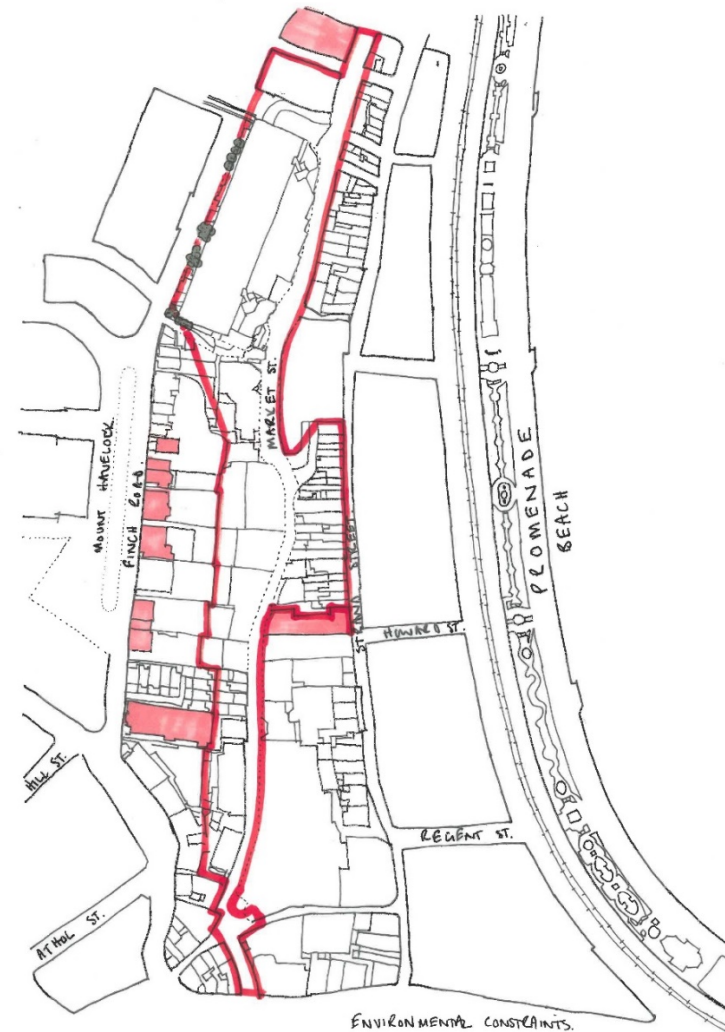 MARKET ST.
MOUNT HAVELOCK.
FINCH ROAD.
PROMENADE
BEACH
STRAND STREET
HOWARD ST
HILL ST.
REGENT ST.
ATHOL ST.
ENVIRONMENTAL CONSTRAINTS.